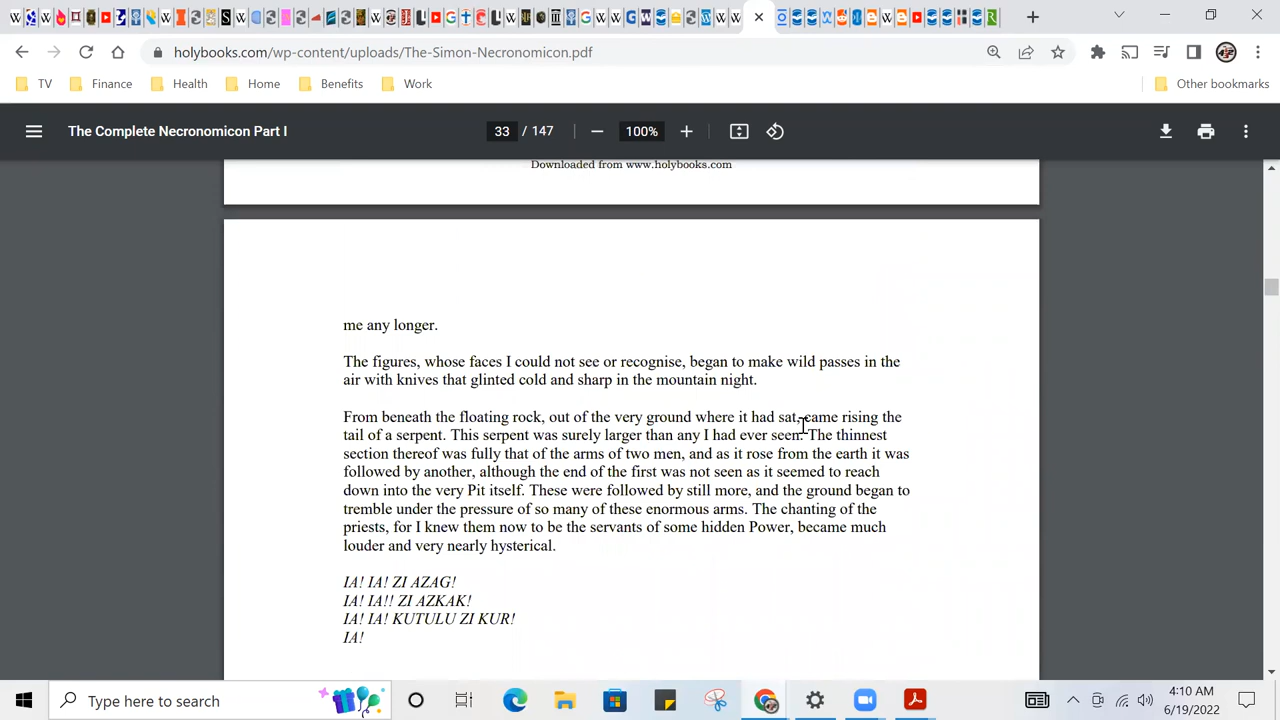 holybooks.com/wp-content/uploads/The-Simon-Necronomicon.pdf
TV Finance Health Home Benefits Work Other bookmarks
The Complete Necronomicon Part I 33 / 147 100%
Downloaded from www.holybooks.com
me any longer.
The figures, whose faces I could not see or recognise, began to make wild passes in the
air with knives that glinted cold and sharp in the mountain night.
From beneath the floating rock, out of the very ground where it had sat, came rising the
tail of a serpent. This serpent was surely larger than any I had ever seen. The thinnest
section thereof was fully that of the arms of two men, and as it rose from the earth it was
followed by another, although the end of the first was not seen as it seemed to reach
down into the very Pit itself. These were followed by still more, and the ground began to
tremble under the pressure of so many of these enormous arms. The chanting of the
priests, for I knew them now to be the servants of some hidden Power, became much
louder and very nearly hysterical.
IA! IA! ZI AZAG!
IA! IA!! ZI AZKAK!
IA! IA! KUTULU ZI KUR!
IA!
Type here to search
4:10 AM
6/19/2022